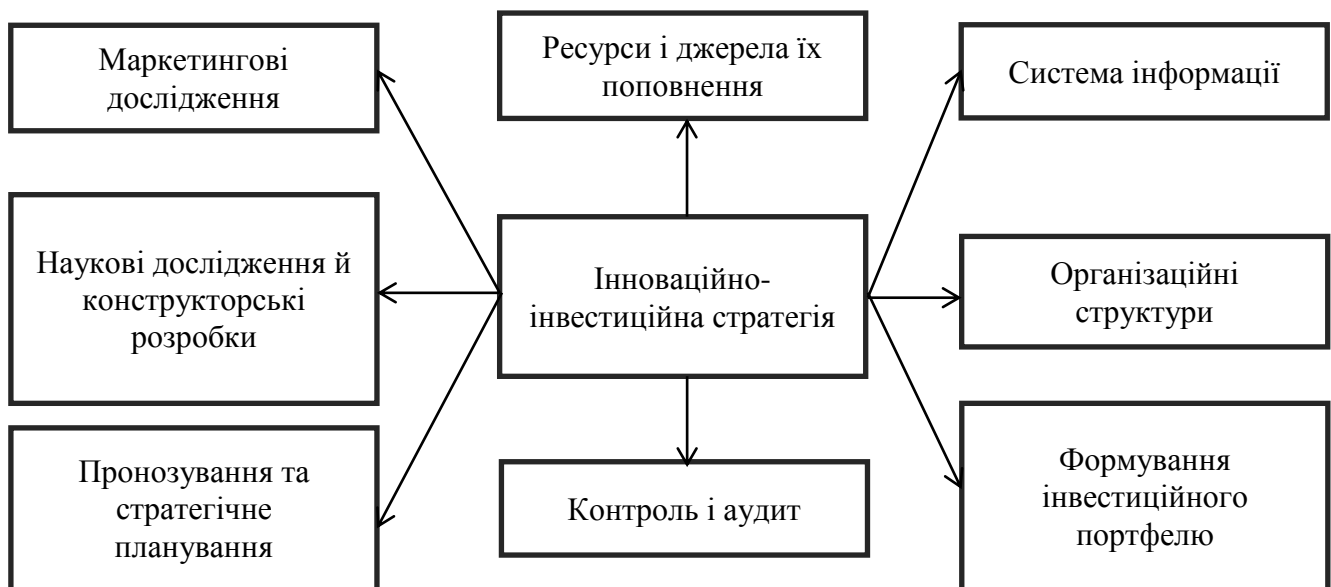 Маркетингові
дослідження
Ресурси і джерела їх
поповнення
Система інформації
Наукові дослідження й
конструкторські
розробки
Інноваційно-
інвестиційна стратегія
Організаційні
структури
Пронозування та
стратегічне
планування
Контроль і аудит
Формування
інвестиційного
портфелю